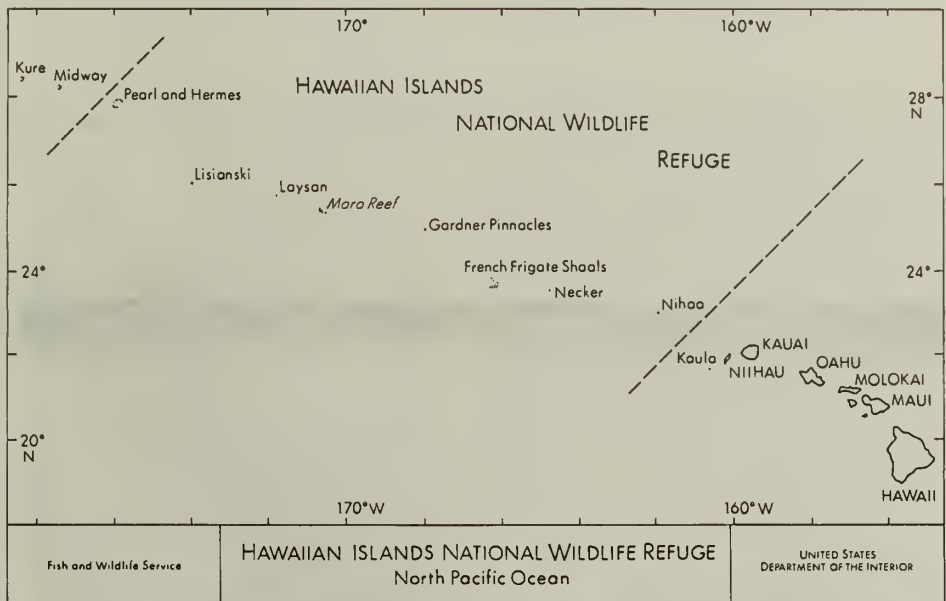 170°
160°W
Kure
Midway
Pearl and Hermes
HAWAIIAN ISLANDS
NATIONAL WILDLIFE
REFUGE
28°
N
Lisianski
Laysan
Maro Reef
Gardner Pinnacles
24°
French Frigate Shoals
Necker
Nihoa
24°
Kaula
NIIHAU
KAUAI
OAHU
MOLOKAI
MAUI
HAWAII
20°
N
20°
170°W
160°W
Fish and Wildlife Service
HAWAIIAN ISLANDS NATIONAL WILDLIFE REFUGE
North Pacific Ocean
UNITED STATES
DEPARTMENT OF THE INTERIOR